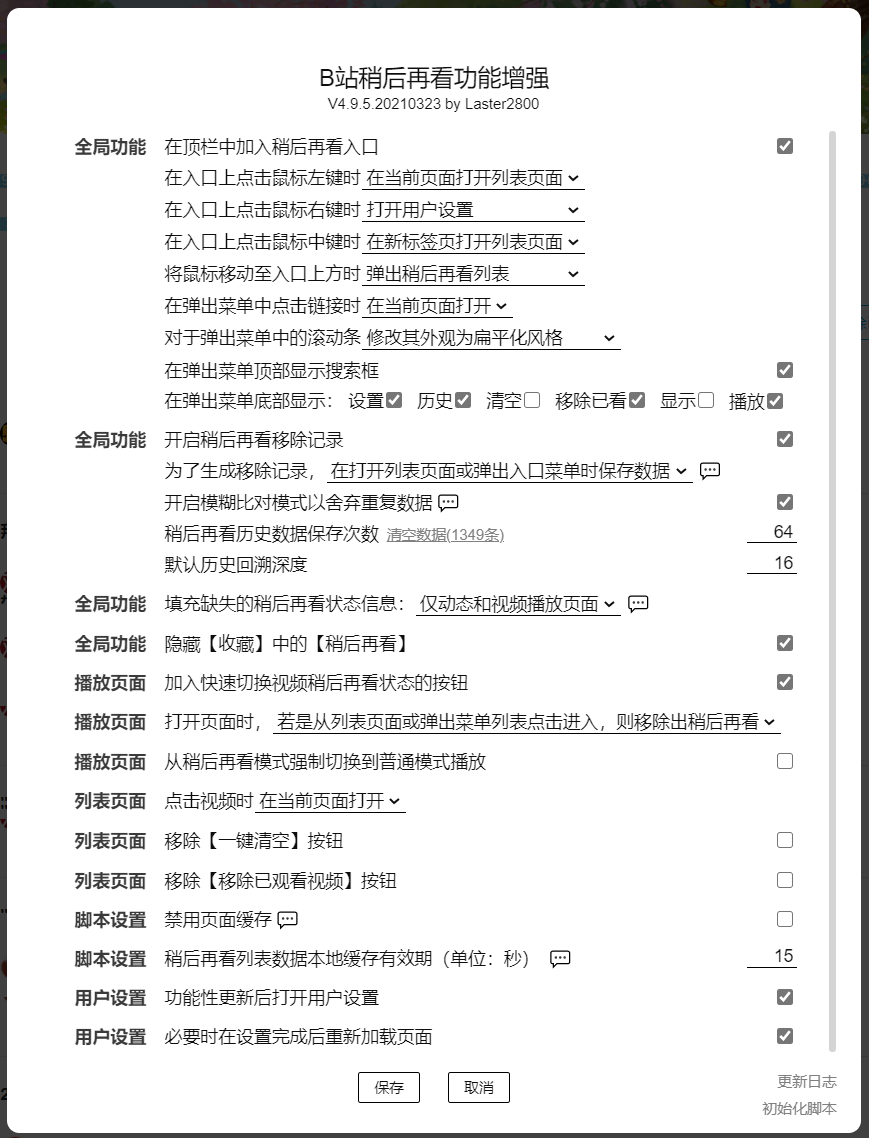 B站稍后再看功能增强
V4.9.5.20210323 by Laster2800
全局功能 在顶栏中加入稍后再看入口
在入口上点击鼠标左键时 在当前页面打开列表页面
在入口上点击鼠标右键时 打开用户设置
在入口上点击鼠标中键时 在新标签页打开列表页面
将鼠标移动至入口上方时 弹出稍后再看列表
在弹出菜单中点击链接时 在当前页面打开
对于弹出菜单中的滚动条 修改其外观为扁平化风格
在弹出菜单顶部显示搜索框
在弹出菜单底部显示： 设置 历史 清空 移除已看 显示 播放
全局功能 开启稍后再看移除记录
为了生成移除记录， 在打开列表页面或弹出入口菜单时保存数据
开启模糊比对模式以舍弃重复数据
稍后再看历史数据保存次数 清空数据(1349条) 64
默认历史回溯深度 16
全局功能 填充缺失的稍后再看状态信息： 仅动态和视频播放页面
全局功能 隐藏【收藏】中的【稍后再看】
播放页面 加入快速切换视频稍后再看状态的按钮
播放页面 打开页面时， 若是从列表页面或弹出菜单列表点击进入，则移除出稍后再看
播放页面 从稍后再看模式强制切换到普通模式播放
列表页面 点击视频时 在当前页面打开
列表页面 移除【一键清空】按钮
列表页面 移除【移除已观看视频】按钮
脚本设置 禁用页面缓存
脚本设置 稍后再看列表数据本地缓存有效期（单位：秒） 15
用户设置 功能性更新后打开用户设置
用户设置 必要时在设置完成后重新加载页面
保存 取消
更新日志
初始化脚本